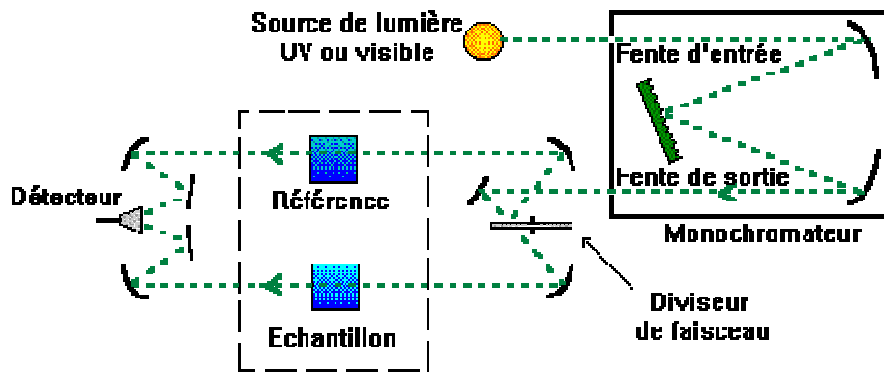 Source de lumière
UV ou visible
Fente d'entrée
Fente de sortie
Monochromateur
Référence
Détecteur
Echantillon
Diviseur
de faisceau